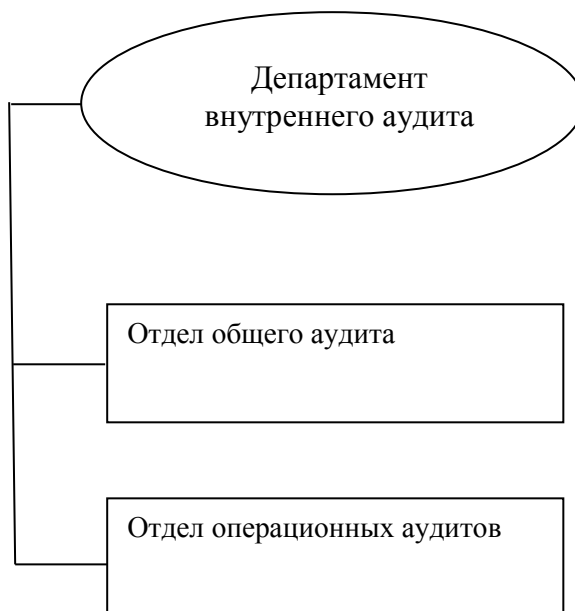 Департамент
внутреннего аудита
Отдел общего аудита
Отдел операционных аудитов